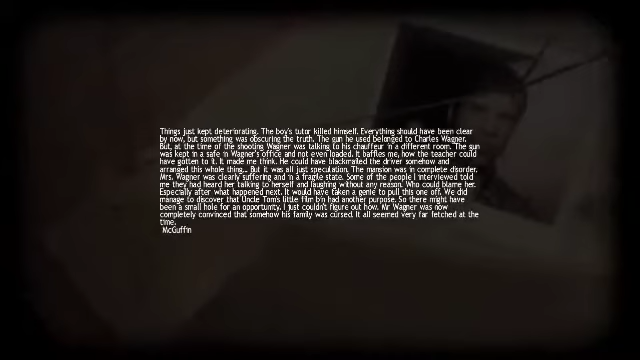 Things just kept deteriorating. The boy's tutor killed himself. Everything should have been clear
by now, but something was obscuring the truth. The gun he used belonged to Charles Wagner.
But, at the time of the shooting Wagner was talking to his chauffeur in a different room. The gun
was kept in a safe in Wagner's office and not even loaded. It baffles me, how the teacher could
have gotten to it. It made me think. He could have blackmailed the driver somehow and
arranged this whole thing... But it was all just speculation. The mansion was in complete disorder.
Mrs. Wagner was clearly suffering and in a fragile state. Some of the people I interviewed told
me they had heard her talking to herself and laughing without any reason. Who could blame her.
Especially after what happened next. It would have taken a genie to pull this one off. We did
manage to discover that Uncle Tom's little film bin had another purpose. So there might have
been a small hole for an opportunity. I just couldn't figure out how. Mr Wagner was now
completely convinced that somehow his family was cursed. It all seemed very far fetched at the
time.
McGuffin